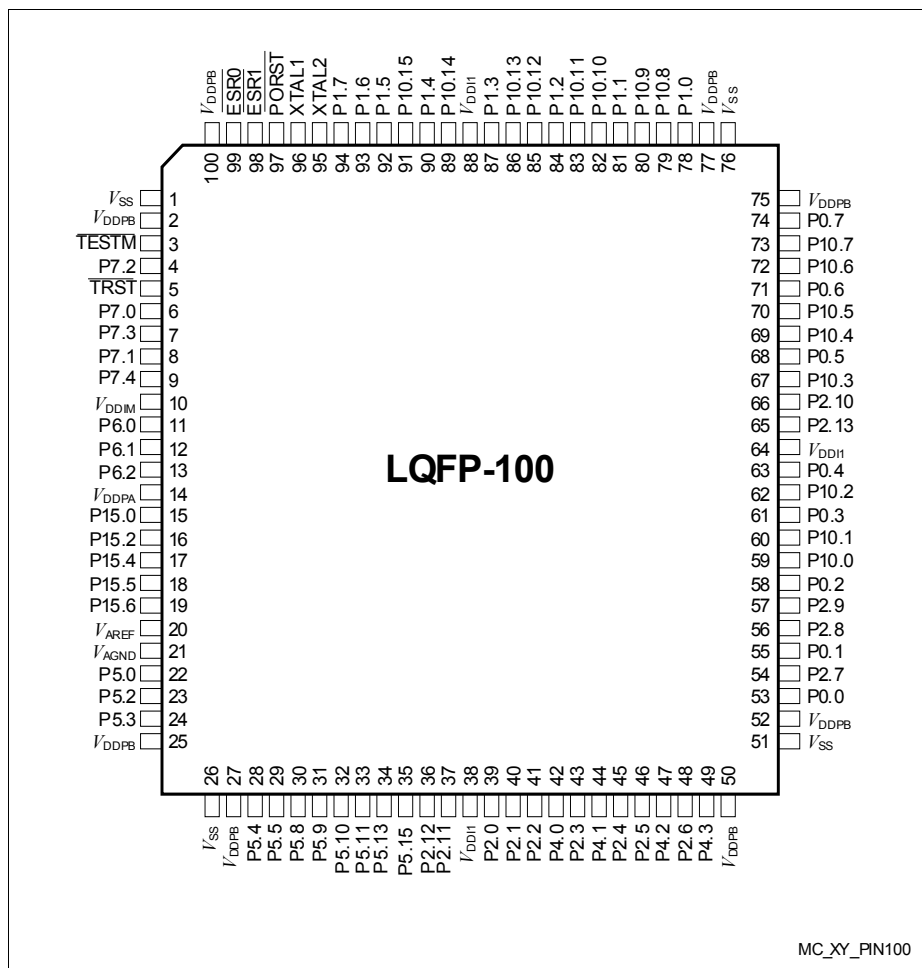 VDDPB
ESR0
ESR1
PORST
XTAL1
XTAL2
P1.7
P1.6
P1.5
P10.15
P1.4
P10.14
VDDI1
P1.3
P10.13
P10.12
P1.2
P10.11
P10.10
P1.1
P10.9
P10.8
P1.0
VDDPB
VSS
100
99
98
97
96
95
94
93
92
91
90
89
88
87
86
85
84
83
82
81
80
79
78
77
76
VSS 1
VDDPB 2
TESTM 3
P7.2 4
TRST 5
P7.0 6
P7.3 7
P7.1 8
P7.4 9
VDDIM 10
P6.0 11
P6.1 12
P6.2 13
VDDPA 14
P15.0 15
P15.2 16
P15.4 17
P15.5 18
P15.6 19
VAREF 20
VAGND 21
P5.0 22
P5.2 23
P5.3 24
VDDPB 25
LQFP-100
75 VDDPB
74 P0.7
73 P10.7
72 P10.6
71 P0.6
70 P10.5
69 P10.4
68 P0.5
67 P10.3
66 P2.10
65 P2.13
64 VDDI1
63 P0.4
62 P10.2
61 P0.3
60 P10.1
59 P10.0
58 P0.2
57 P2.9
56 P2.8
55 P0.1
54 P2.7
53 P0.0
52 VDDPB
51 VSS
26
27
28
29
30
31
32
33
34
35
36
37
38
39
40
41
42
43
44
45
46
47
48
49
50
VSS
VDDPB
P5.4
P5.5
P5.8
P5.9
P5.10
P5.11
P5.13
P5.15
P2.12
P2.11
VDDI1
P2.0
P2.1
P2.2
P4.0
P2.3
P4.1
P2.4
P2.5
P4.2
P2.6
P4.3
VDDPB
MC_XY_PIN100